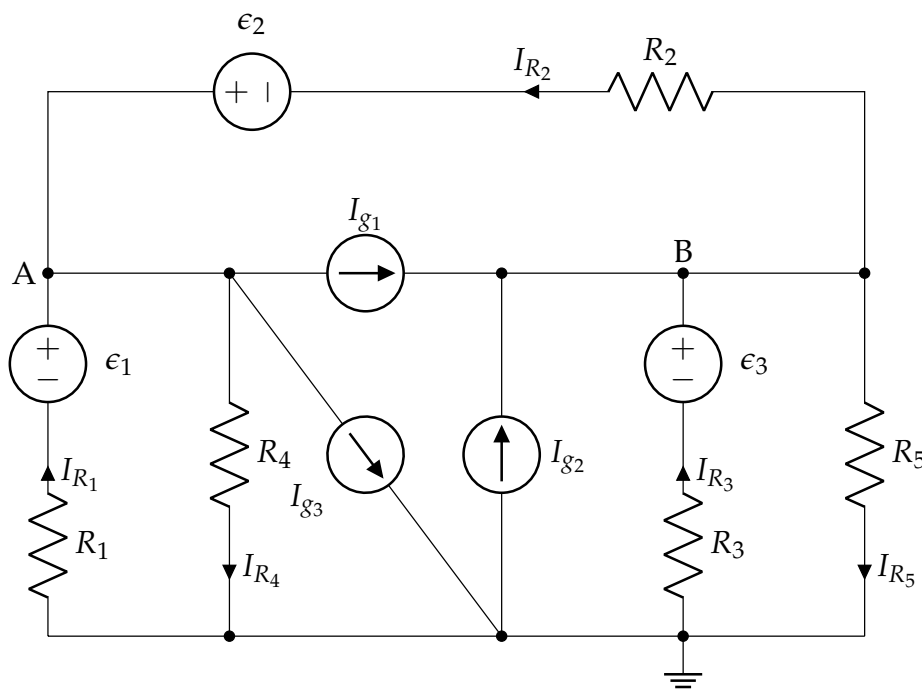 ϵ₂
+ −
I_{R₂}
R₂
A
I_{g₁}
B
+
−
ϵ₁
+
−
ϵ₃
R₄
I_{g₃}
I_{g₂}
R₅
I_{R₁}
I_{R₃}
R₁
R₃
I_{R₄}
I_{R₅}